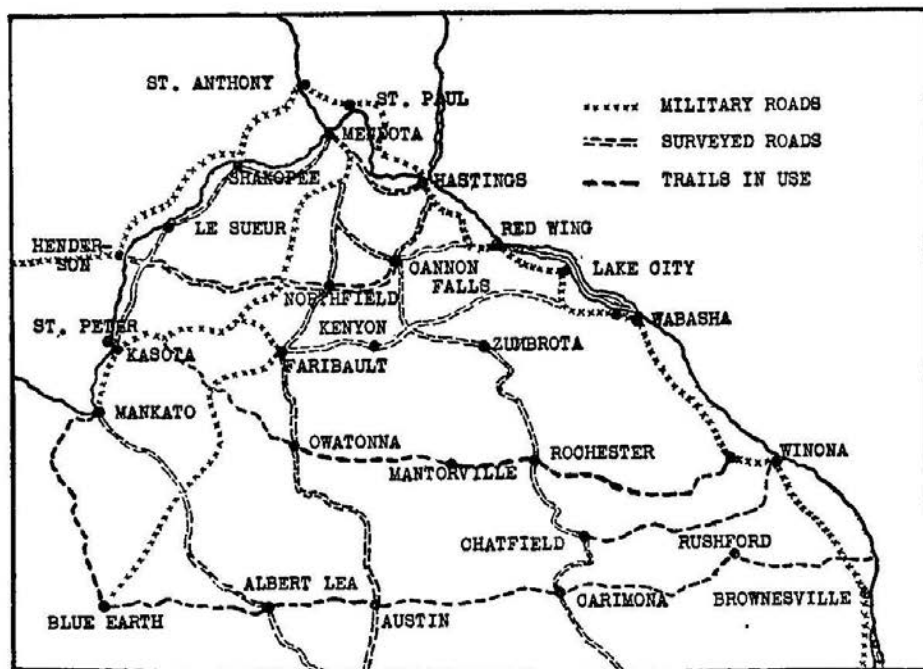 ST. ANTHONY
ST. PAUL
MENDOTA
xxxxxxxx MILITARY ROADS
SURVEYED ROADS
TRAILS IN USE
SHAKOPEE
HASTINGS
LE SUEUR
RED WING
HENDER-
SON
CANNON
FALLS
LAKE CITY
NORTHFIELD
ST. PETER
KENYON
WABASHA
KASOTA
FARIBAULT
ZUMBROTA
MANKATO
OWATONNA
MANTORVILLE
ROCHESTER
WINONA
CHATFIELD
RUSHFORD
ALBERT LEA
BLUE EARTH
AUSTIN
CARIMONA
BROWNESVILLE